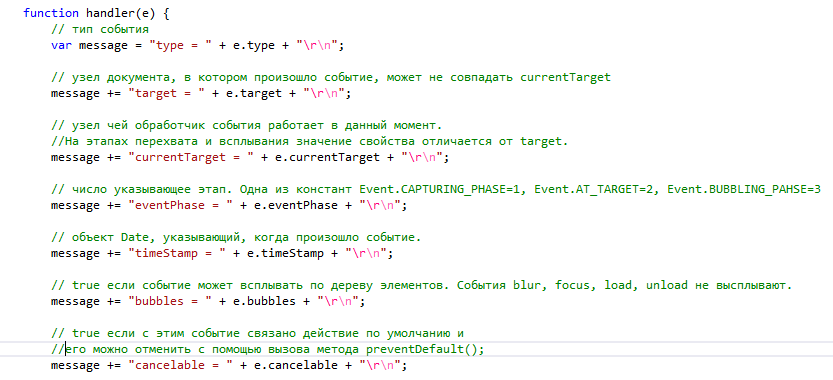 function handler(e) {
// тип события
var message = "type = " + e.type + "\r\n";
// узел документа, в котором произошло событие, может не совпадать currentTarget
message += "target = " + e.target + "\r\n";
// узел чей обработчик события работает в данный момент.
//На этапах перехвата и всплывания значение свойства отличается от target.
message += "currentTarget = " + e.currentTarget + "\r\n";
// число указывающее этап. Одна из констант Event.CAPTURING_PHASE=1, Event.AT_TARGET=2, Event.BUBBLING_PAHSE=3
message += "eventPhase = " + e.eventPhase + "\r\n";
// объект Date, указывающий, когда произошло событие.
message += "timeStamp = " + e.timeStamp + "\r\n";
// true если событие может всплывать по дереву элементов. События blur, focus, load, unload не высплывают.
message += "bubbles = " + e.bubbles + "\r\n";
// true если с этим событие связано действие по умолчанию и
//его можно отменить с помощью вызова метода preventDefault();
message += "cancelable = " + e.cancelable + "\r\n";